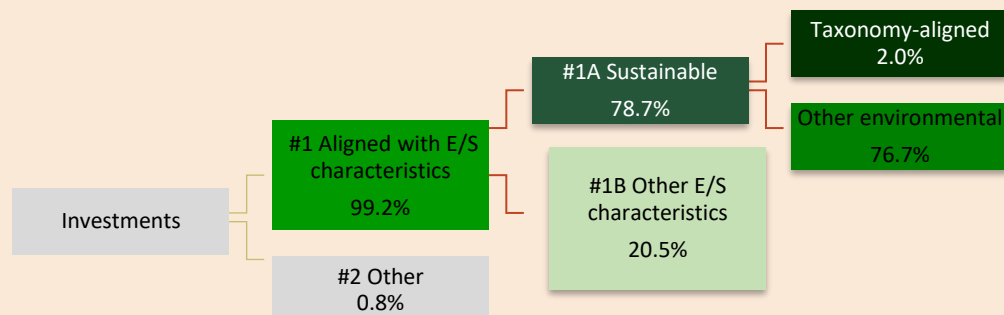 Investments
#1 Aligned with E/S
characteristics
99.2%
#2 Other
0.8%
#1A Sustainable
78.7%
#1B Other E/S
characteristics
20.5%
Taxonomy-aligned
2.0%
Other environmental
76.7%